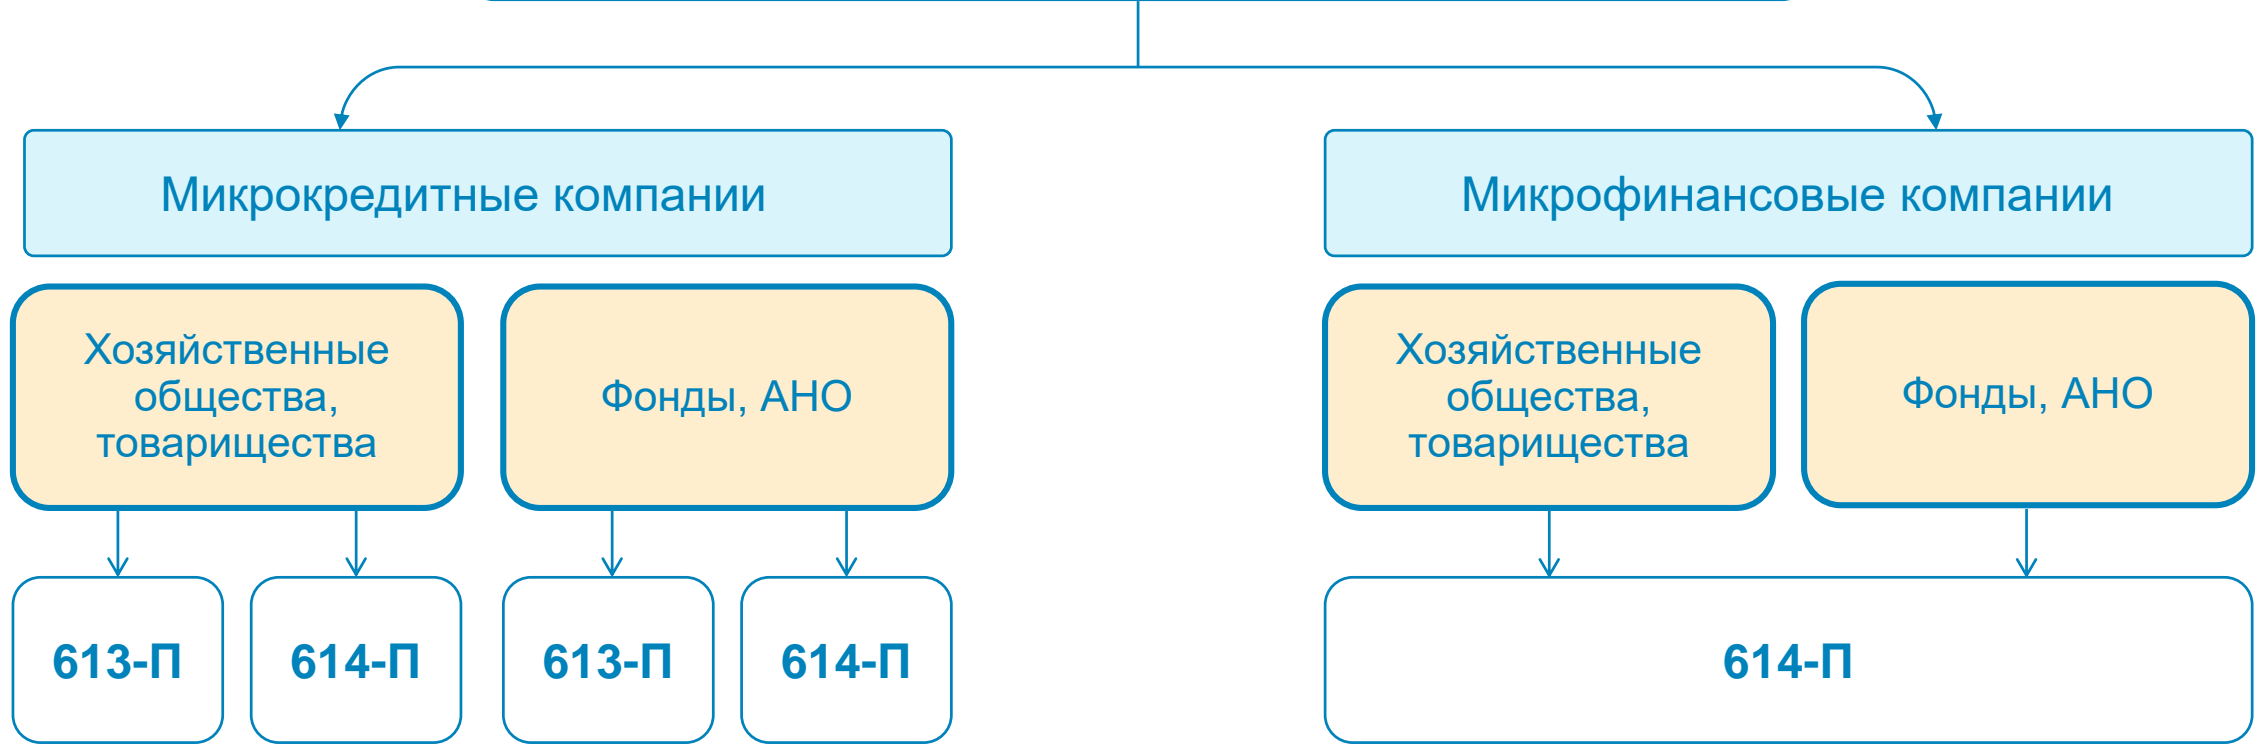 Микрокредитные компании
Микрофинансовые компании
Хозяйственные
общества,
товарищества
Фонды, АНО
Хозяйственные
общества,
товарищества
Фонды, АНО
613-П
614-П
613-П
614-П
614-П